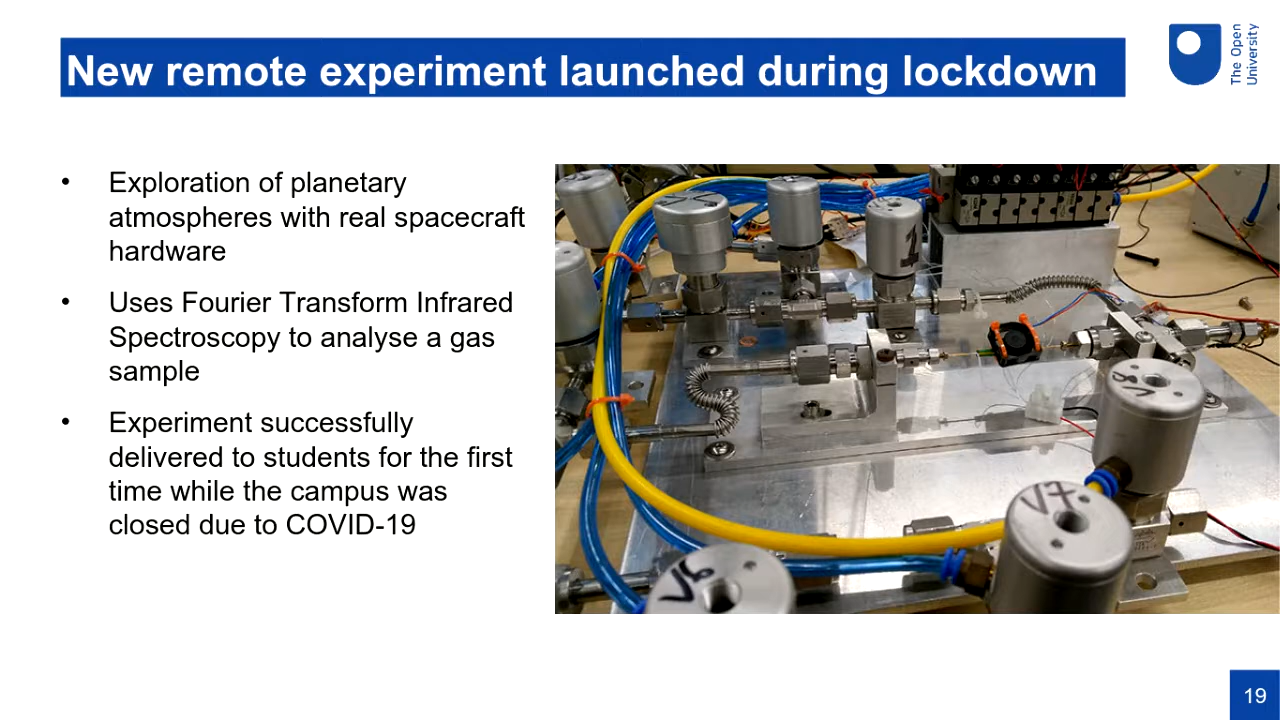 New remote experiment launched during lockdown
The Open
University
• Exploration of planetary
atmospheres with real spacecraft
hardware
• Uses Fourier Transform Infrared
Spectroscopy to analyse a gas
sample
• Experiment successfully
delivered to students for the first
time while the campus was
closed due to COVID-19
1
V8
V7
V6
19